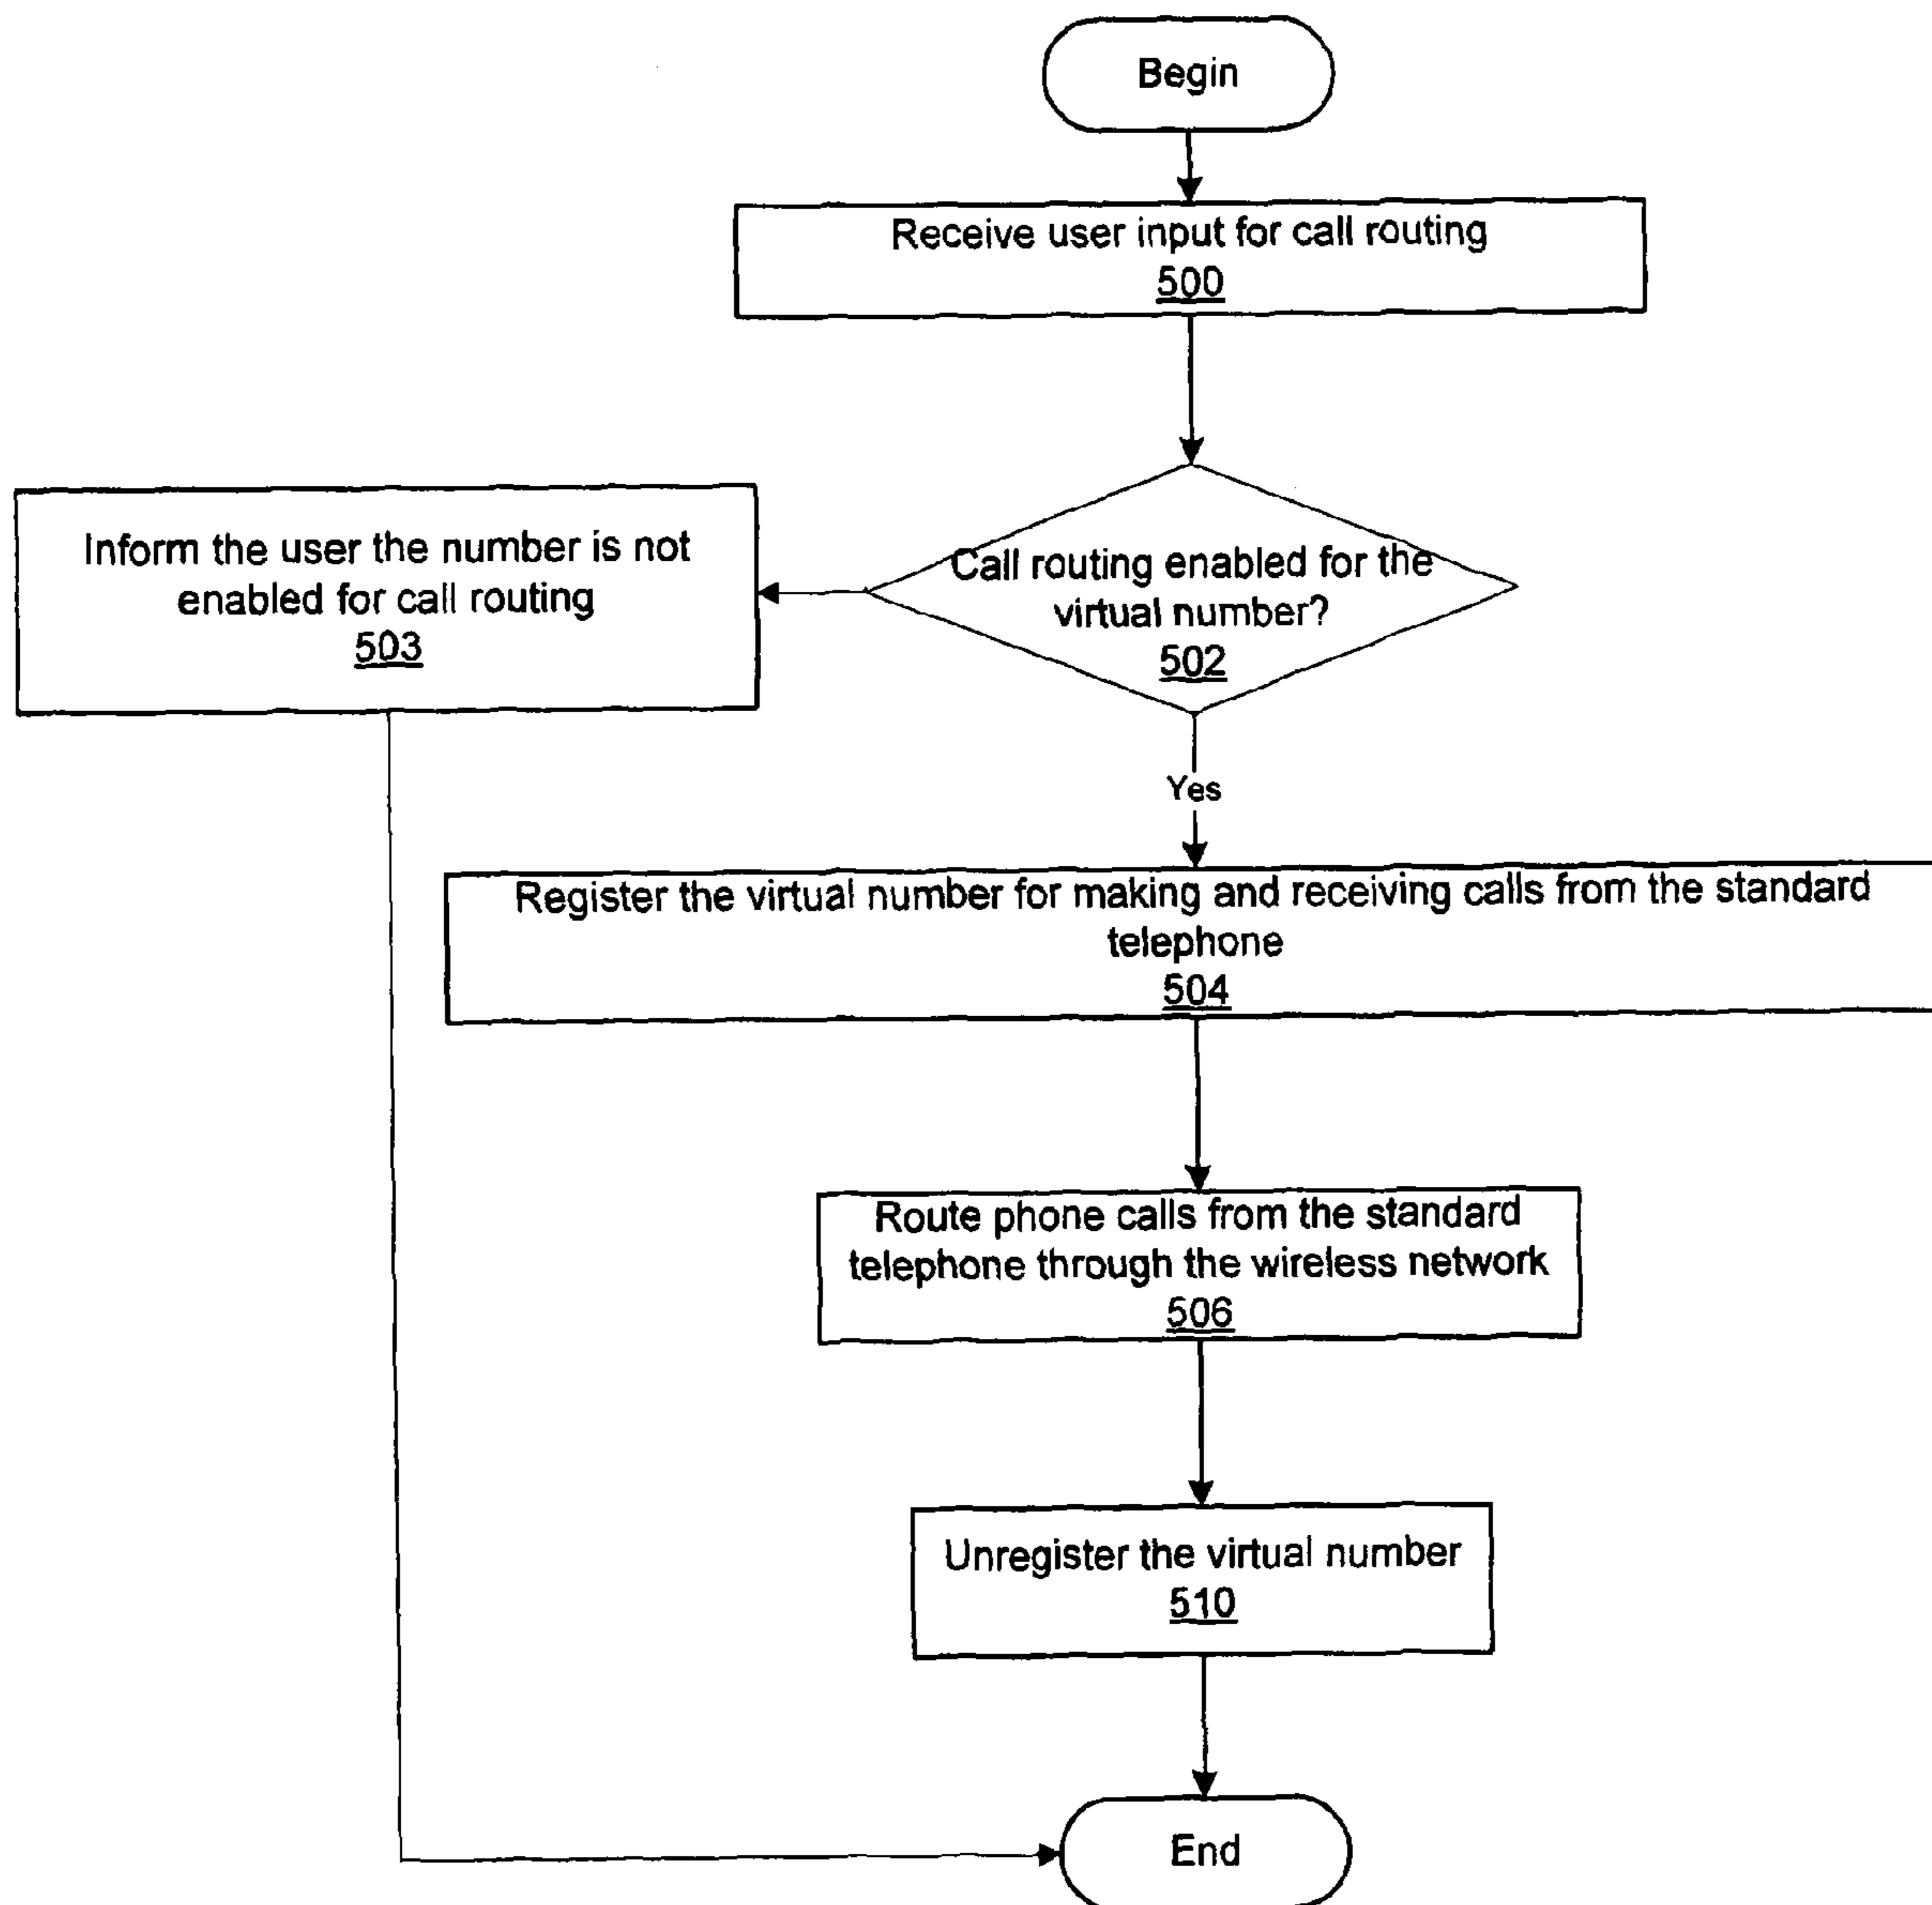 Begin
Receive user input for call routing
500
Call routing enabled for the
virtual number?
502
Inform the user the number is not
enabled for call routing
503
Yes
Register the virtual number for making and receiving calls from the standard
telephone
504
Route phone calls from the standard
telephone through the wireless network
506
Unregister the virtual number
510
End